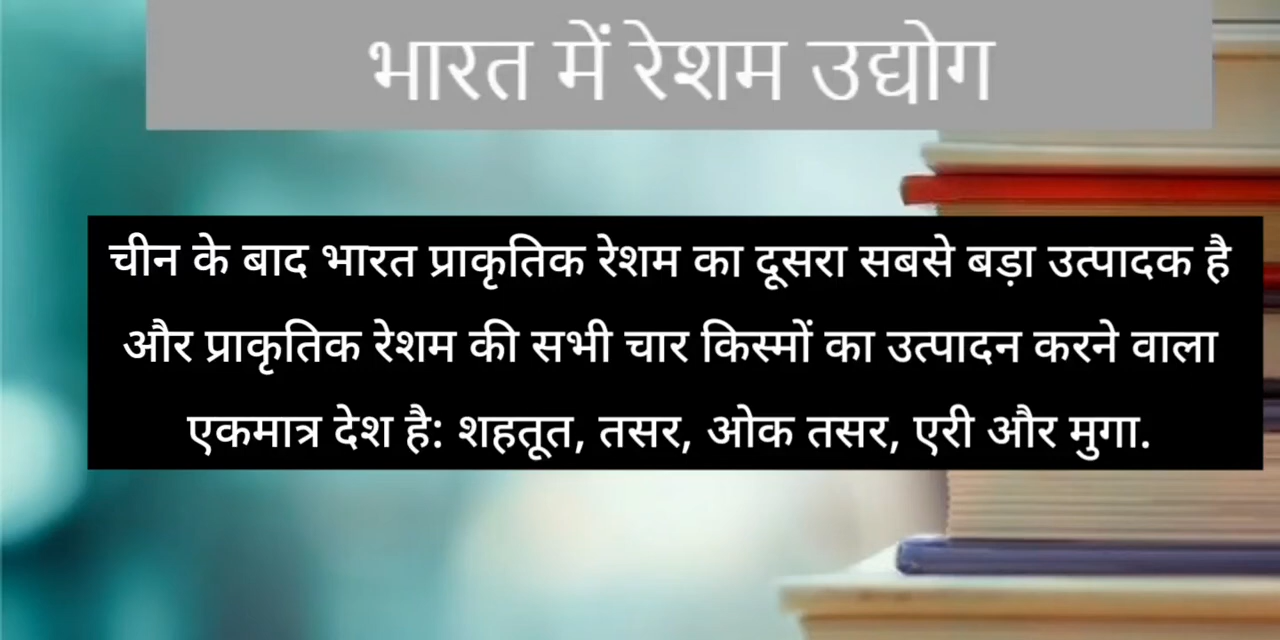 भारत में रेशम उद्योग
चीन के बाद भारत प्राकृतिक रेशम का दूसरा सबसे बड़ा उत्पादक है
और प्राकृतिक रेशम की सभी चार किस्मों का उत्पादन करने वाला
एकमात्र देश है: शहतूत, तसर, ओक तसर, एरी और मुगा.